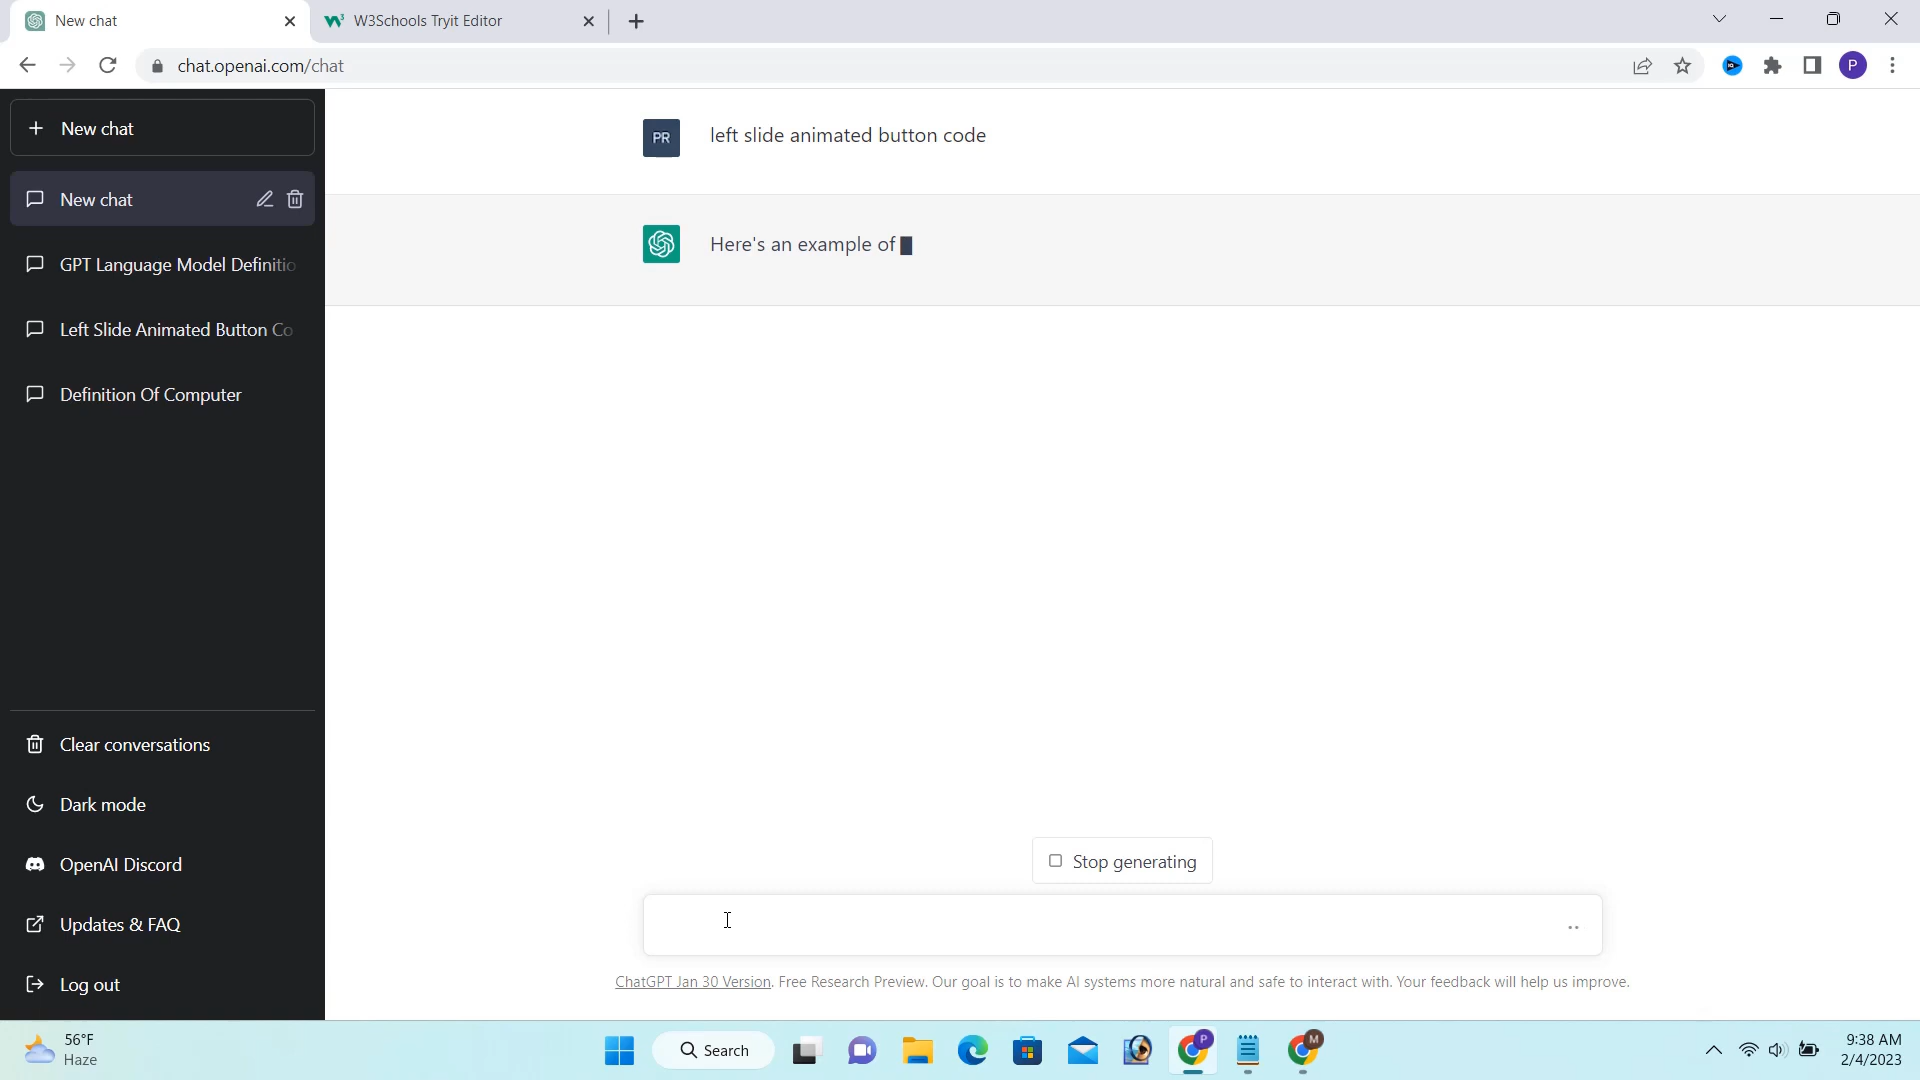 New chat
W3Schools Tryit Editor
chat.openai.com/chat
P
New chat
New chat
GPT Language Model Definitio
Left Slide Animated Button Co
Definition Of Computer
Clear conversations
Dark mode
OpenAI Discord
Updates & FAQ
Log out
PR
left slide animated button code
Here's an example of
Stop generating
ChatGPT Jan 30 Version. Free Research Preview. Our goal is to make AI systems more natural and safe to interact with. Your feedback will help us improve.
56°F
Haze
Search
P
M
9:38 AM
2/4/2023